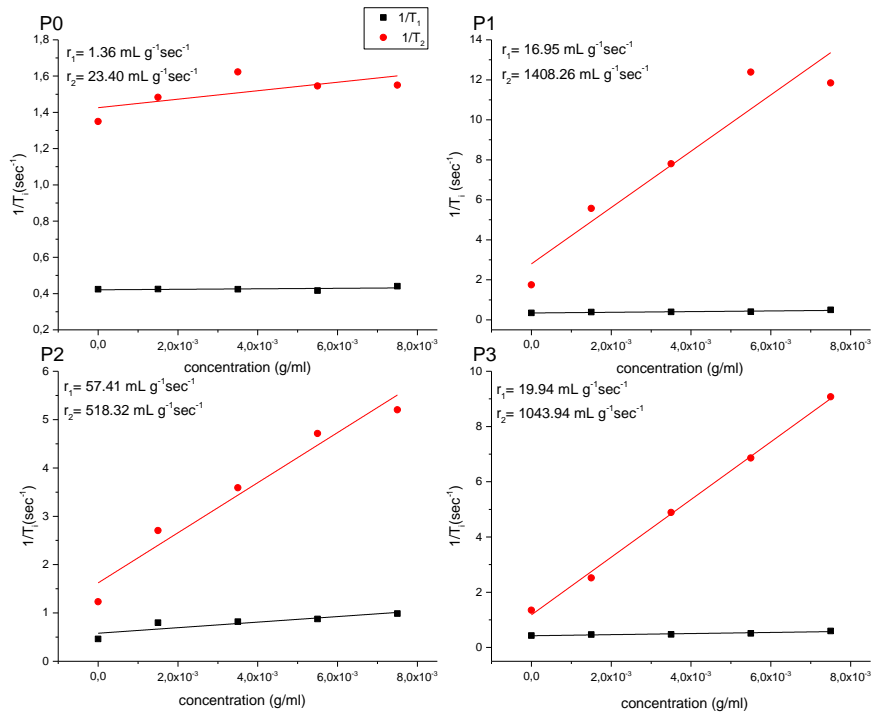 P0
1/T₁
1/T₂
r₁= 1.36 mL g⁻¹sec⁻¹
r₂= 23.40 mL g⁻¹sec⁻¹
1,8
1,6
1,4
1,2
1,0
0,8
0,6
0,4
0,2
1/Tᵢ(sec⁻¹)
0,0 2,0x10⁻³ 4,0x10⁻³ 6,0x10⁻³ 8,0x10⁻³
concentration (g/ml)
P1
r₁= 16.95 mL g⁻¹sec⁻¹
r₂= 1408.26 mL g⁻¹sec⁻¹
14
12
10
8
6
4
2
0
1/Tᵢ (sec⁻¹)
0,0 2,0x10⁻³ 4,0x10⁻³ 6,0x10⁻³ 8,0x10⁻³
concentration (g/ml)
P2
r₁= 57.41 mL g⁻¹sec⁻¹
r₂= 518.32 mL g⁻¹sec⁻¹
6
5
4
3
2
1
0
1/Tᵢ(sec⁻¹)
0,0 2,0x10⁻³ 4,0x10⁻³ 6,0x10⁻³ 8,0x10⁻³
concentration (g/ml)
P3
r₁= 19.94 mL g⁻¹sec⁻¹
r₂= 1043.94 mL g⁻¹sec⁻¹
10
8
6
4
2
0
1/Tᵢ(sec⁻¹)
0,0 2,0x10⁻³ 4,0x10⁻³ 6,0x10⁻³ 8,0x10⁻³
concentration (g/ml)